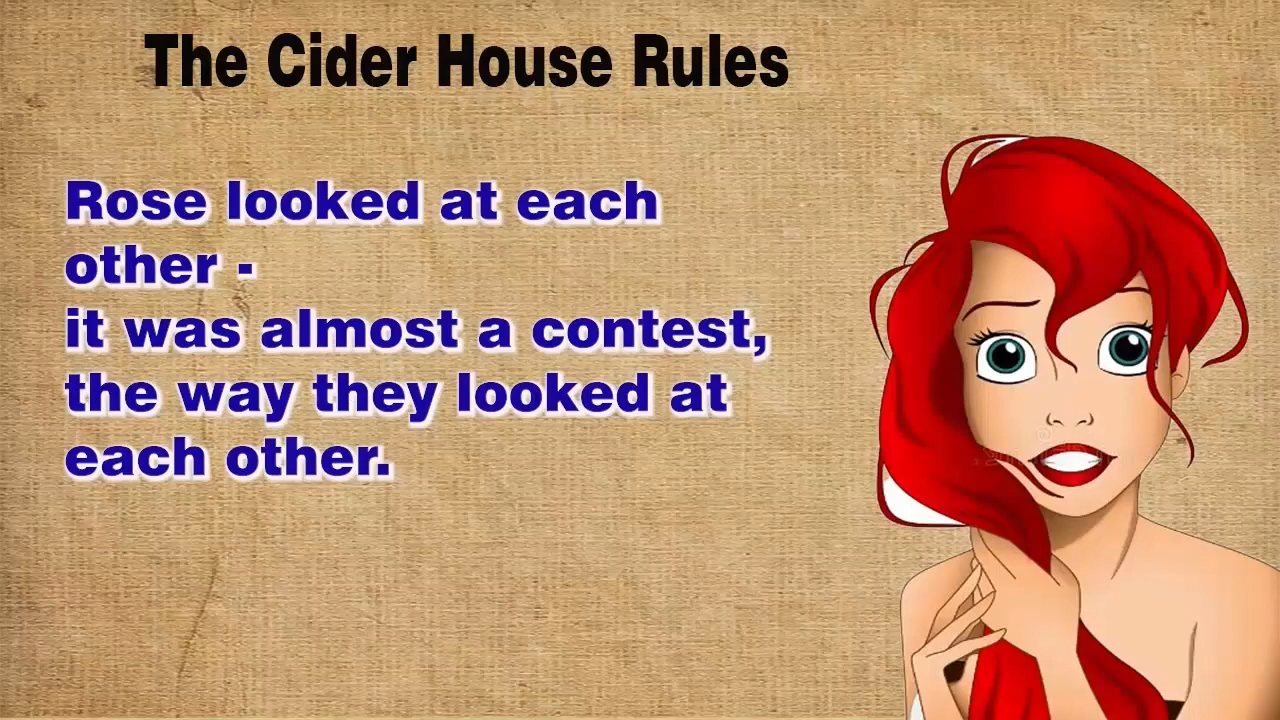 The Cider House Rules
Rose looked at each
other -
it was almost a contest,
the way they looked at
each other.